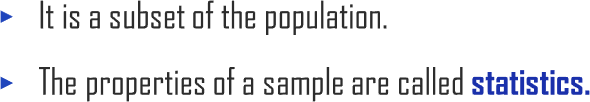 ► It is a subset of the population.
► The properties of a sample are called statistics.